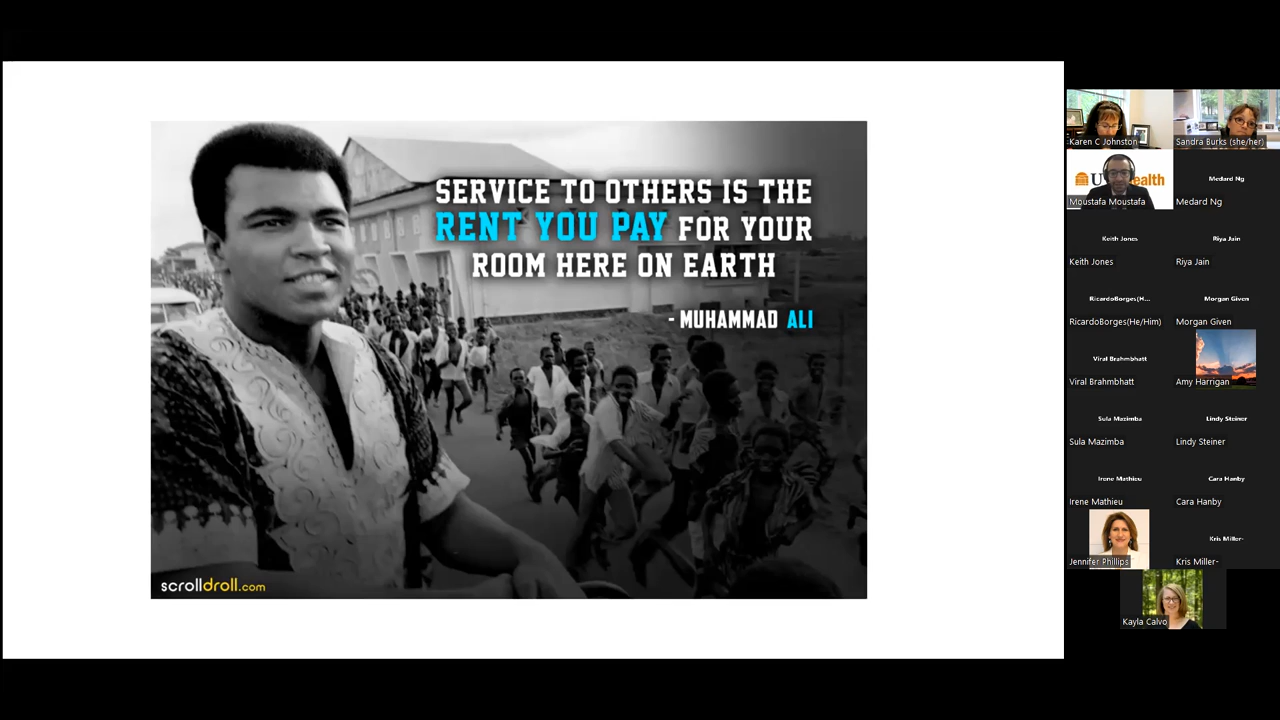 SERVICE TO OTHERS IS THE
RENT YOU PAY FOR YOUR
ROOM HERE ON EARTH
- MUHAMMAD ALI
scrolldroll.com
Karen C Johnston
Sandra Burks (she/her)
Moustafa Moustafa
Medard Ng
Medard Ng
Keith Jones
Keith Jones
Riya Jain
Riya Jain
RicardoBorges(H...
RicardoBorges(He/Him)
Morgan Given
Morgan Given
Viral Brahmbhatt
Viral Brahmbhatt
Amy Harrigan
Sula Mazimba
Sula Mazimba
Lindy Steiner
Lindy Steiner
Irene Mathieu
Irene Mathieu
Cara Hanby
Cara Hanby
Jennifer Phillips
Kris Miller-
Kris Miller-
Kayla Calvo